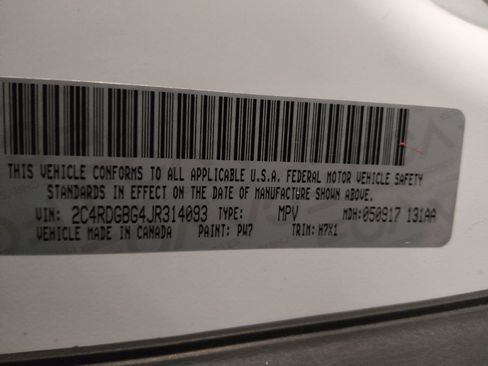 THIS VEHICLE CONFORMS TO ALL APPLICABLE U.S.A. FEDERAL MOTOR VEHICLE SAFETY
STANDARDS IN EFFECT ON THE DATE OF MANUFACTURE SHOWN ABOVE.
VIN: 2C4RDGBG4JR314093 TYPE: MPV MDH:050917 131AA
VEHICLE MADE IN CANADA PAINT: PW7 TRIM: H7X1